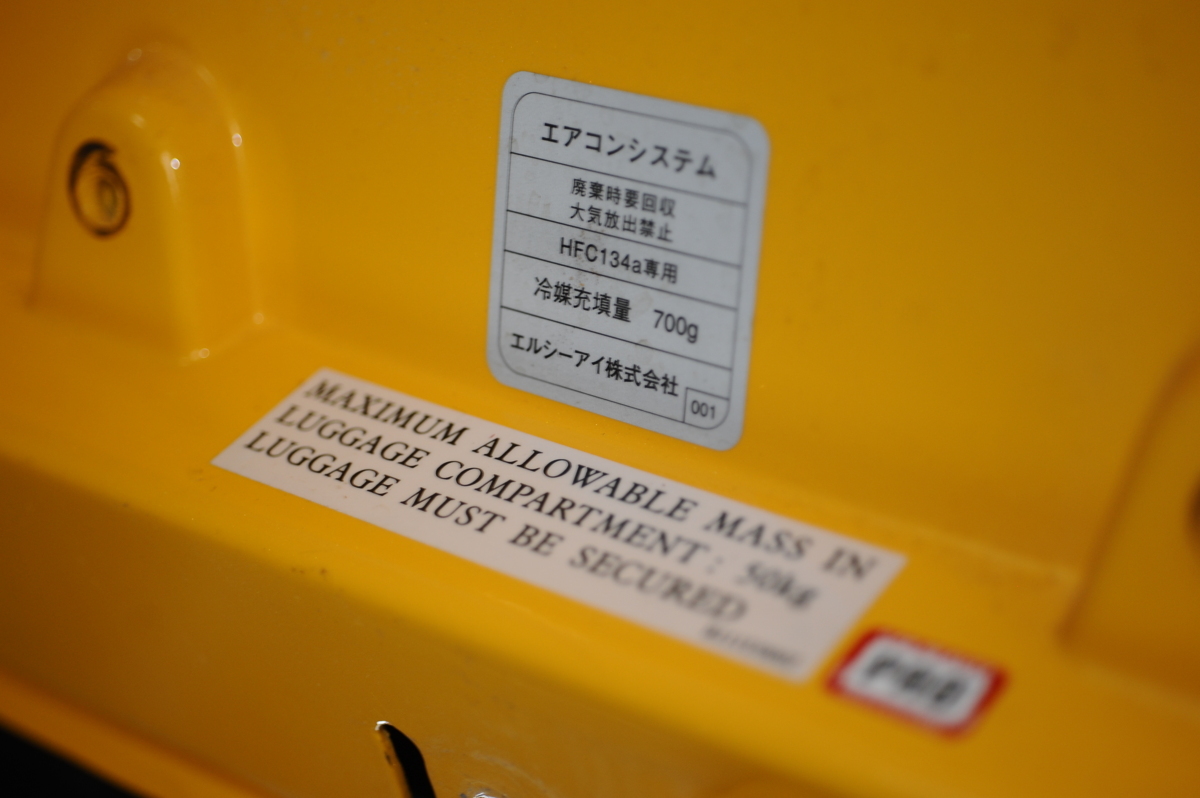 エアコンシステム
廃棄時要回収
大気放出禁止
HFC134a専用
冷媒充填量 700g
エルシーアイ株式会社
001
MAXIMUM ALLOWABLE MASS IN
LUGGAGE COMPARTMENT: 50kg
LUGGAGE MUST BE SECURED